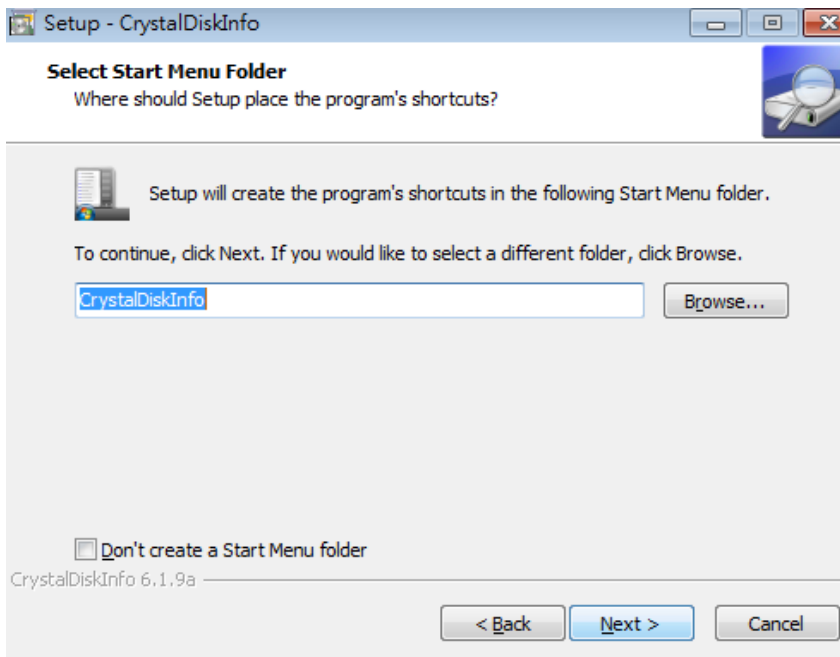 Setup - CrystalDiskInfo
Select Start Menu Folder
Where should Setup place the program's shortcuts?
Setup will create the program's shortcuts in the following Start Menu folder.
To continue, click Next. If you would like to select a different folder, click Browse.
CrystalDiskInfo
Browse...
Don't create a Start Menu folder
CrystalDiskInfo 6.1.9a
< Back
Next >
Cancel